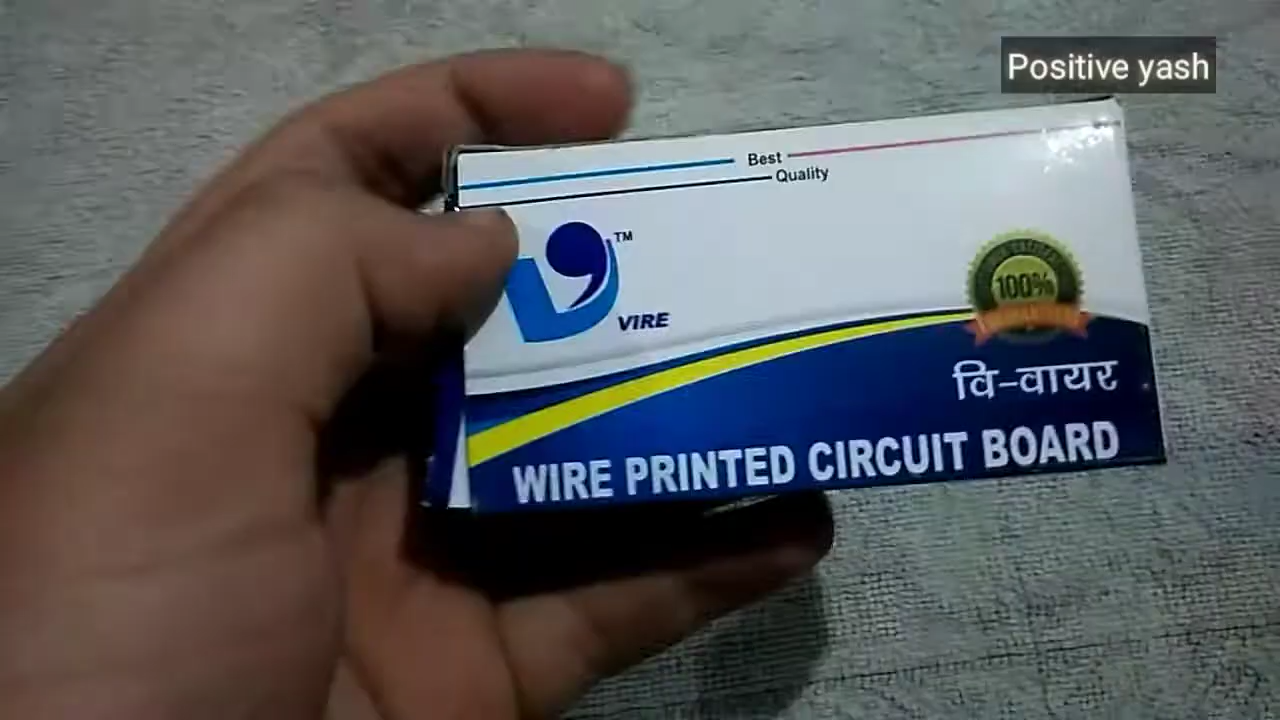 Positive yash
Best
Quality
TM
VIRE
100%
वि-वायर
WIRE PRINTED CIRCUIT BOARD